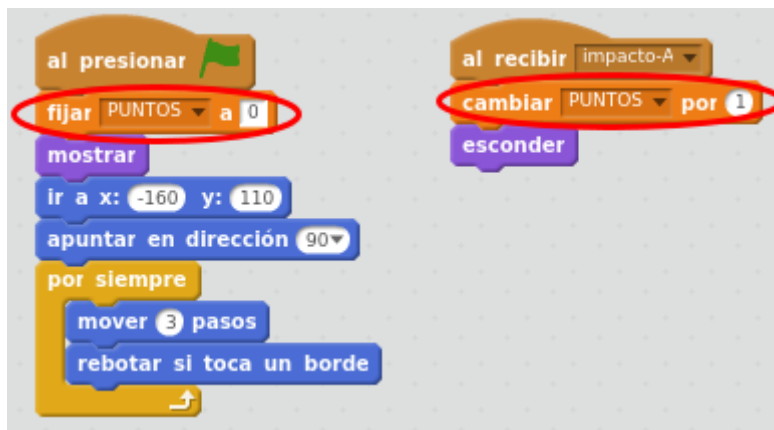 al presionar
fijar PUNTOS a 0
mostrar
ir a x: -160 y: 110
apuntar en dirección 90
por siempre
mover 3 pasos
rebotar si toca un borde
al recibir impacto-A
cambiar PUNTOS por 1
esconder